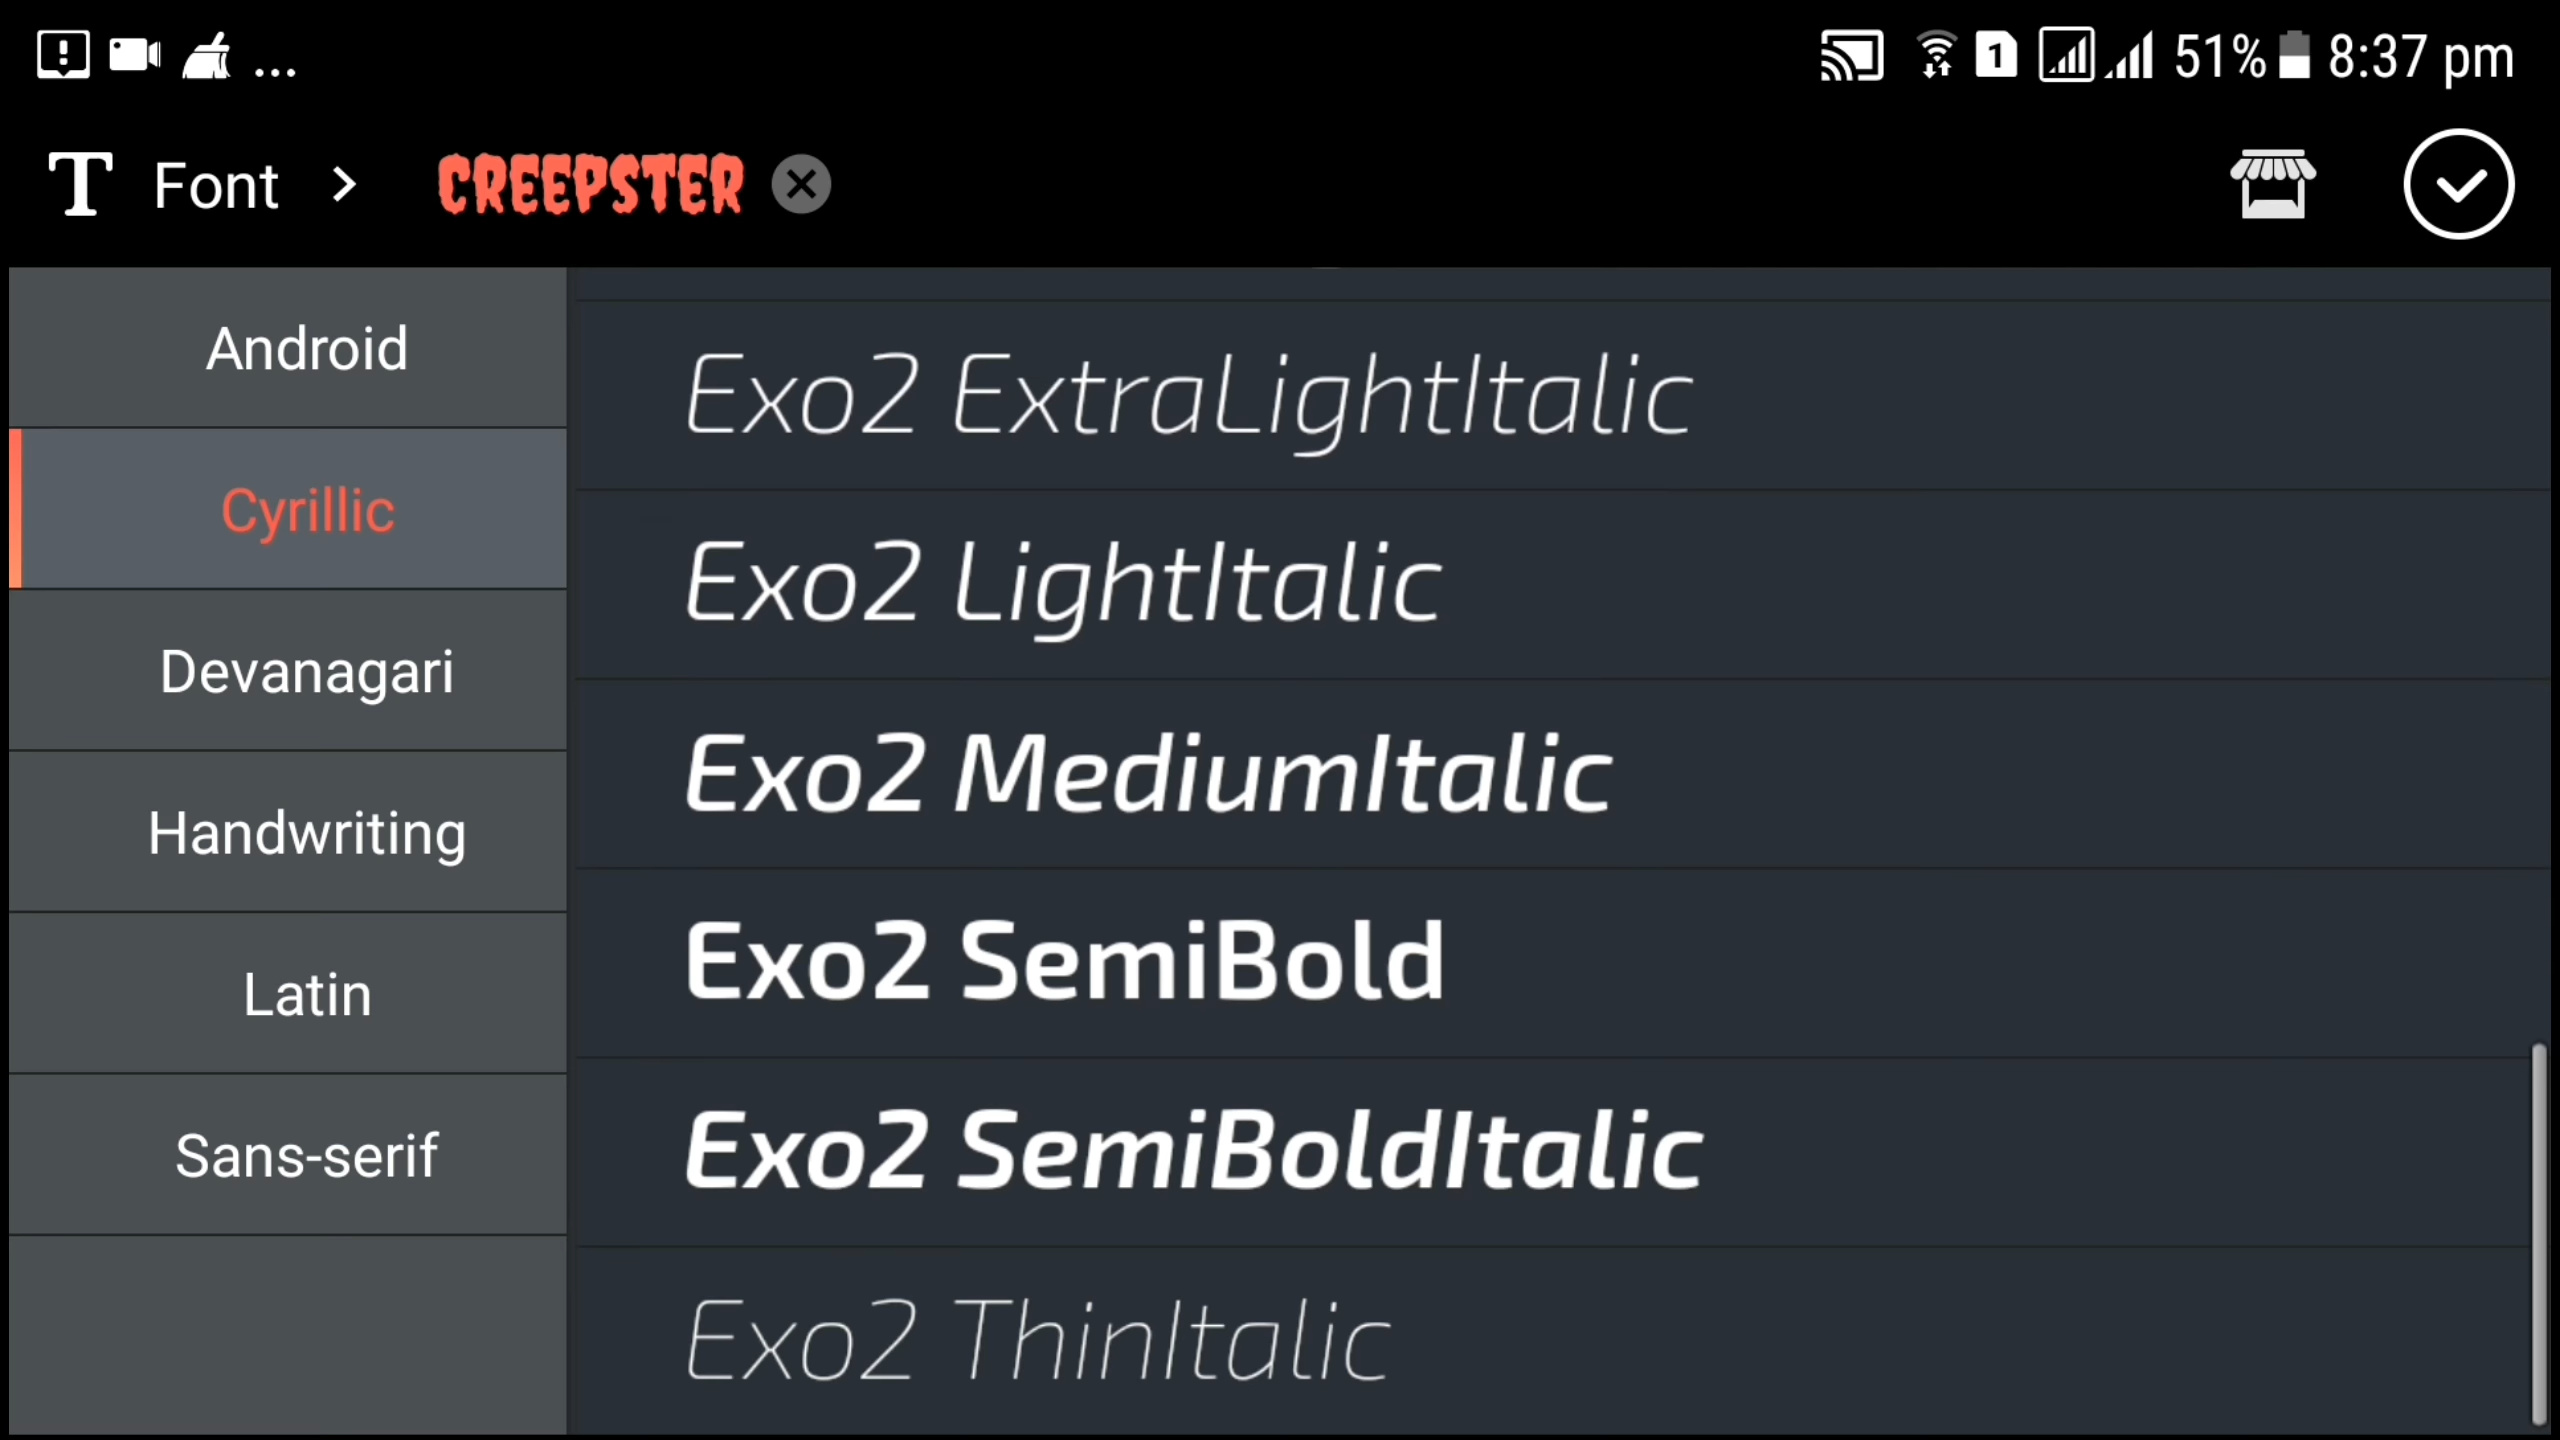 ... 1 51% 8:37 pm
T Font > CREEPSTER
Android
Cyrillic
Devanagari
Handwriting
Latin
Sans-serif
Exo2 ExtraLightItalic
Exo2 LightItalic
Exo2 MediumItalic
Exo2 SemiBold
Exo2 SemiBoldItalic
Exo2 ThinItalic